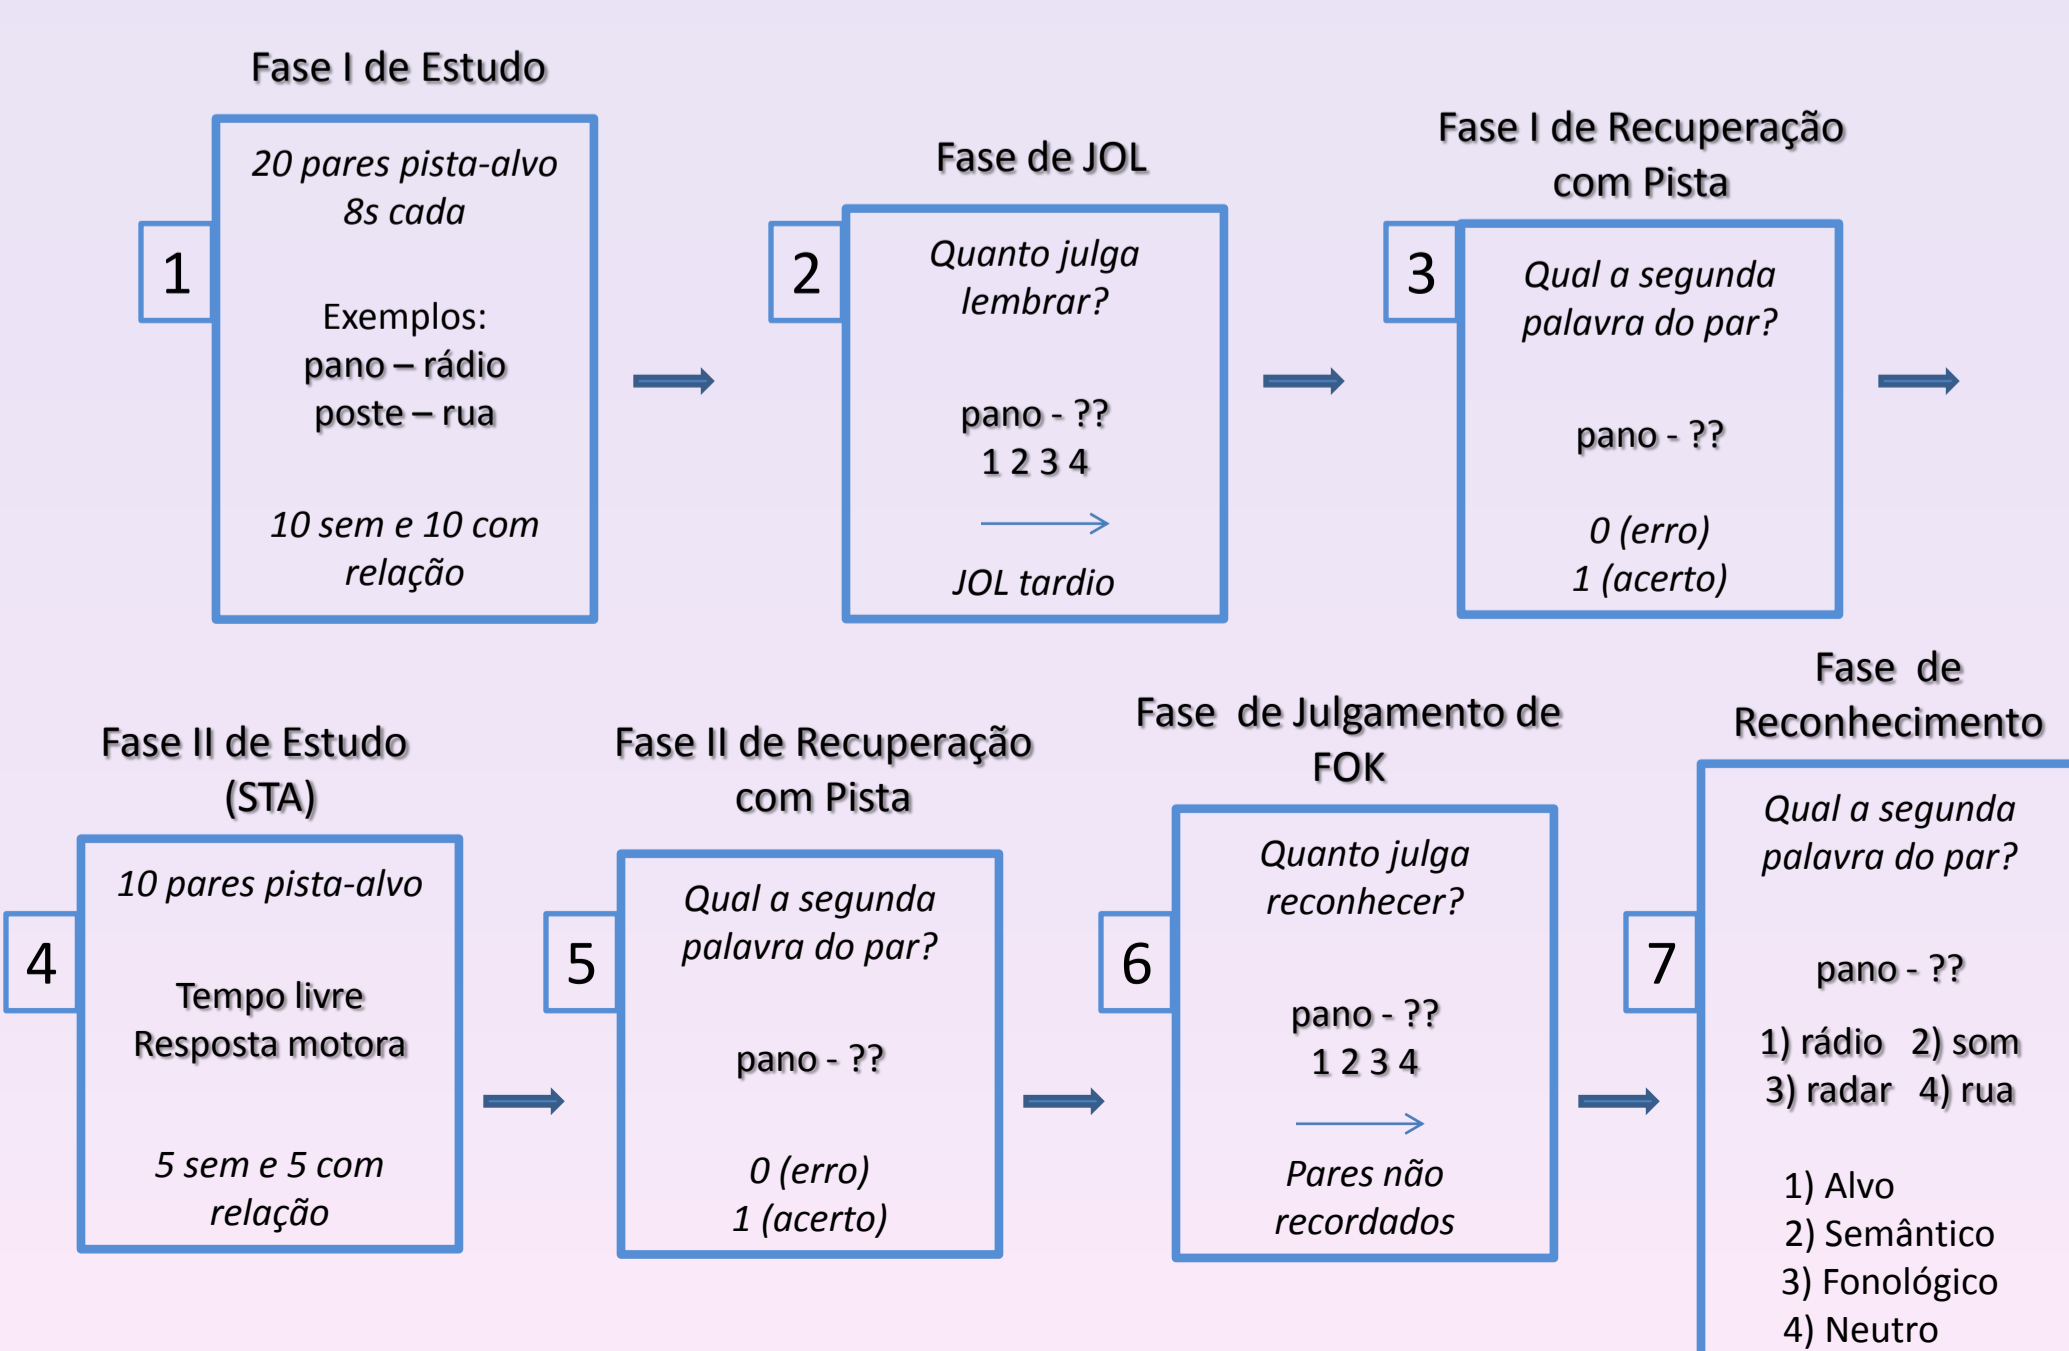 Fase I de Estudo
1
20 pares pista-alvo
8s cada
Exemplos:
pano – rádio
poste – rua
10 sem e 10 com
relação
Fase de JOL
2
Quanto julga
lembrar?
pano - ??
1 2 3 4
JOL tardio
Fase I de Recuperação
com Pista
3
Qual a segunda
palavra do par?
pano - ??
0 (erro)
1 (acerto)
Fase II de Estudo
(STA)
4
10 pares pista-alvo
Tempo livre
Resposta motora
5 sem e 5 com
relação
Fase II de Recuperação
com Pista
5
Qual a segunda
palavra do par?
pano - ??
0 (erro)
1 (acerto)
Fase de Julgamento de
FOK
6
Quanto julga
reconhecer?
pano - ??
1 2 3 4
Pares não
recordados
Fase de
Reconhecimento
7
Qual a segunda
palavra do par?
pano - ??
1) rádio 2) som
3) radar 4) rua
1) Alvo
2) Semântico
3) Fonológico
4) Neutro